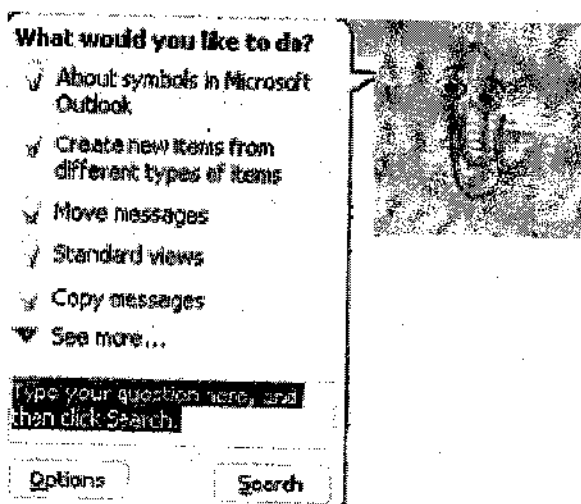 What would you like to do?
About symbols in Microsoft
Outlook
Create new items from
different types of items
Move messages
Standard views
Copy messages
See more...
Type your question here, and
then click Search.
Options
Search